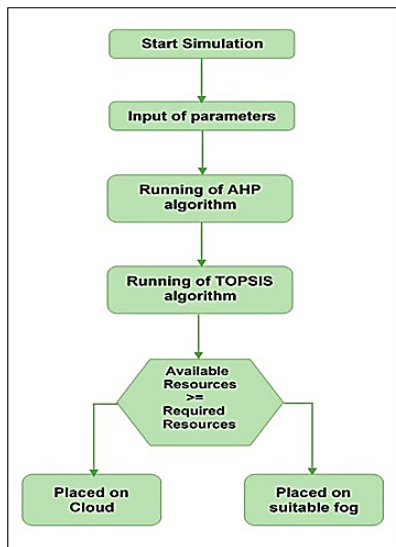 Start Simulation
Input of parameters
Running of AHP
algorithm
Running of TOPSIS
algorithm
Available
Resources
>=
Required
Resources
Placed on
Cloud
Placed on
suitable fog